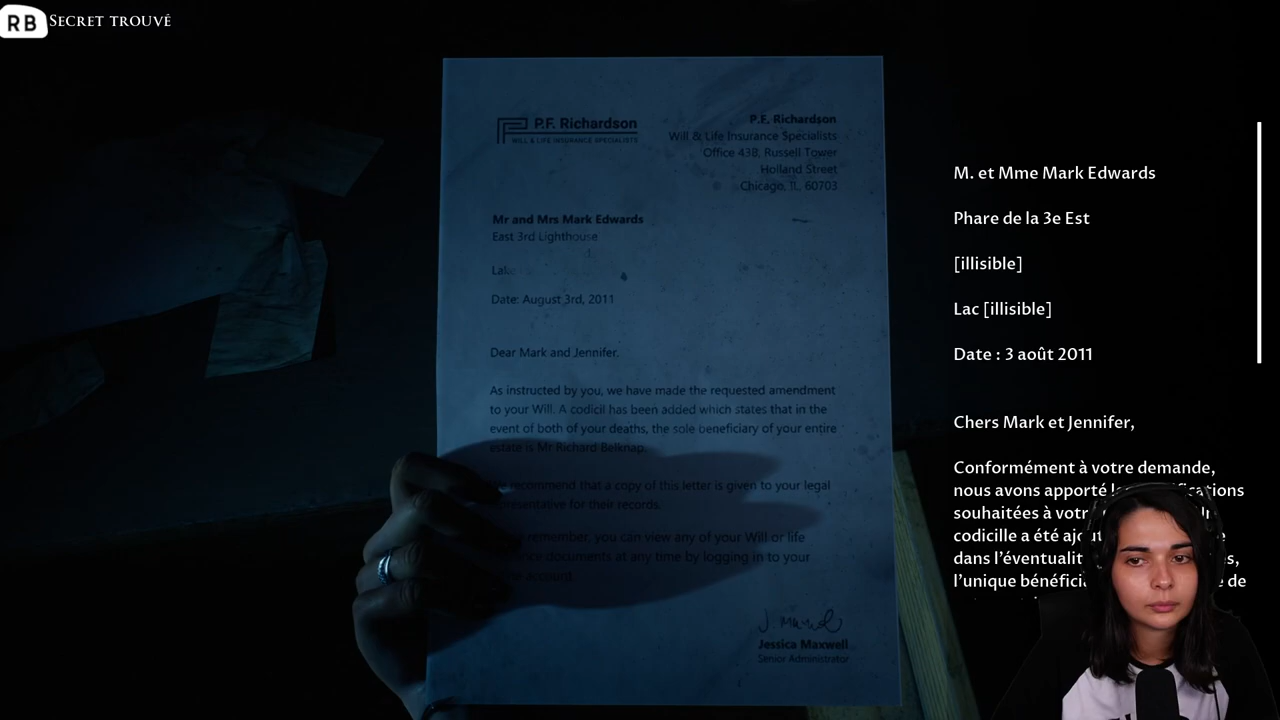 RB
SECRET TROUVÉ
P.F. Richardson
WILL & LIFE INSURANCE SPECIALISTS
P.F. Richardson
Will & Life Insurance Specialists
Office 43B, Russell Tower
Holland Street
Chicago, IL, 60703
Mr and Mrs Mark Edwards
East 3rd Lighthouse
Lake
Date: August 3rd, 2011
Dear Mark and Jennifer.
As instructed by you, we have made the requested amendment
to your Will. A codicil has been added which states that in the
event of both of your deaths, the sole beneficiary of your entire
estate is Mr Richard Belknap.
recommend that a copy of this letter is given to your legal
for their records.
remember, you can view any of your Will or life
documents at any time by logging in to your
account
Jessica Maxwell
Senior Administrator
M. et Mme Mark Edwards
Phare de la 3e Est
[illisible]
Lac [illisible]
Date : 3 août 2011
Chers Mark et Jennifer,
Conformément à votre demande,
nous avons apporté
souhaitées à
codicille a été
dans
l'unique de